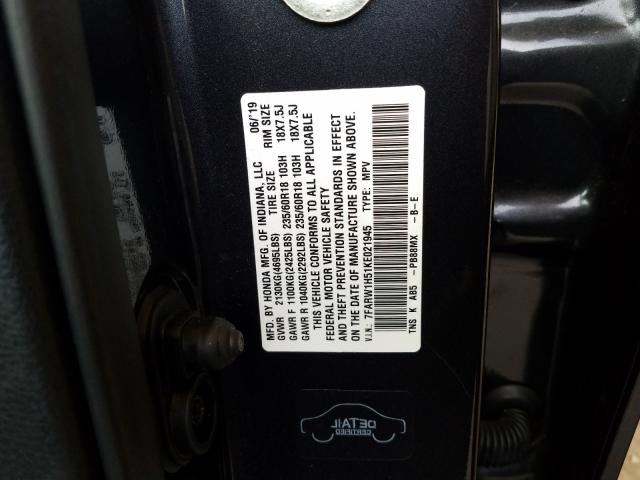 MFD. BY HONDA MFG. OF INDIANA, LLC 06/'19
GVWR 2130KG(4695LBS) TIRE SIZE RIM SIZE
GAWR F 1100KG(2425LBS) 235/60R18 103H 18X7.5J
GAWR R 1040KG(2292LBS) 235/60R18 103H 18X7.5J
THIS VEHICLE CONFORMS TO ALL APPLICABLE
FEDERAL MOTOR VEHICLE SAFETY
AND THEFT PREVENTION STANDARDS IN EFFECT
ON THE DATE OF MANUFACTURE SHOWN ABOVE.
V.I.N.: 7FARW1H51KE021945 TYPE: MPV
TNS K AB5 -PB88MX -B-E
DETAIL
CERTIFIED